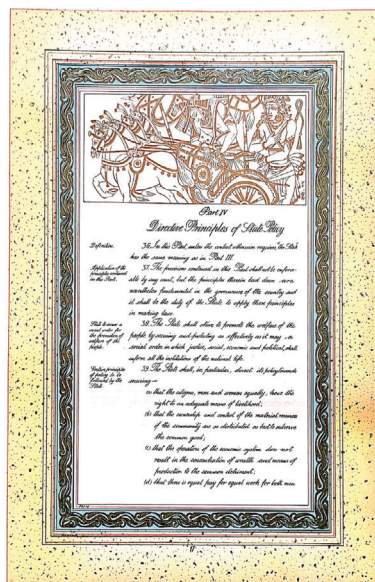 Part IV
Directive Principles of State Policy
Definition.
36. In this Part, unless the context otherwise requires, "the State"
has the same meaning as in Part III.
Application of the
principles contained
in this Part.
37. The provisions contained in this Part shall not be enforce-
able by any court, but the principles therein laid down are
nevertheless fundamental in the governance of the country and
it shall be the duty of the State to apply these principles
in making laws.
State to secure a
social order for
the promotion of
welfare of the
people.
38. The State shall strive to promote the welfare of the
people by securing and protecting as effectively as it may a
social order in which justice, social, economic and political, shall
inform all the institutions of the national life.
Certain principles
of policy to be
followed by the
State.
39. The State shall, in particular, direct its policy towards
securing—
(a) that the citizens, men and women equally, have the
right to an adequate means of livelihood;
(b) that the ownership and control of the material resources
of the community are so distributed as best to subserve
the common good;
(c) that the operation of the economic system does not
result in the concentration of wealth and means of
production to the common detriment;
(d) that there is equal pay for equal work for both men
17